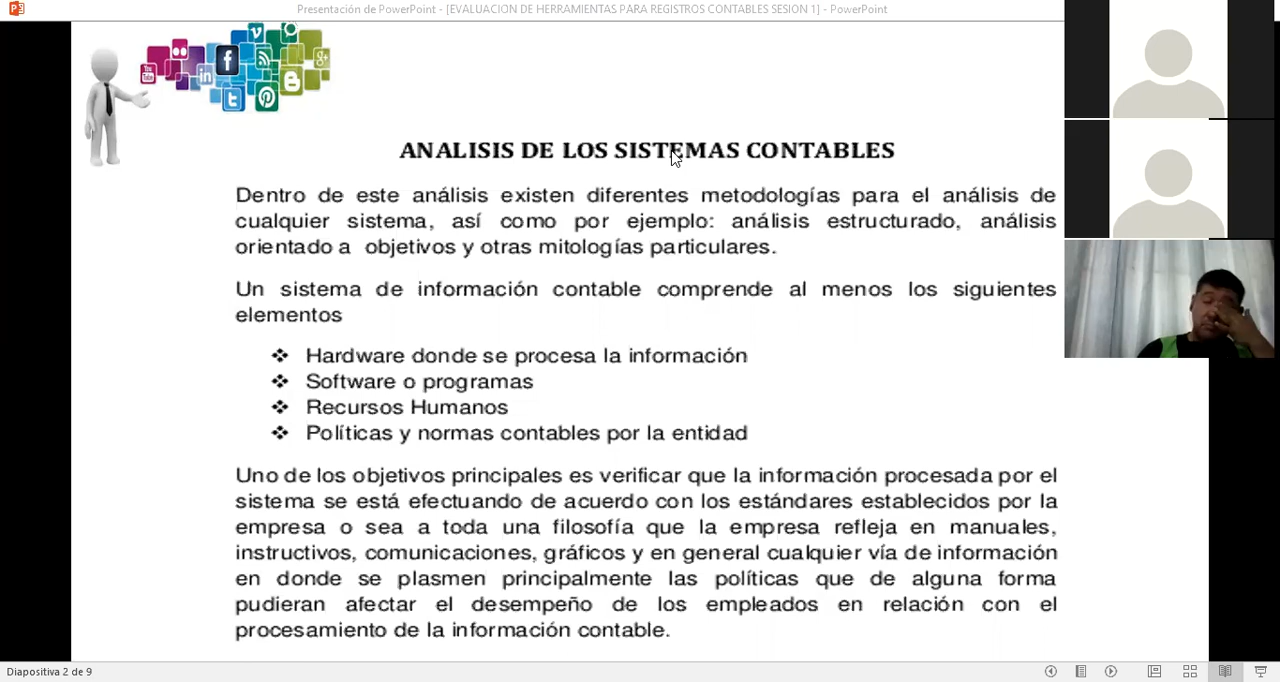 Presentación de PowerPoint - [EVALUACION DE HERRAMIENTAS PARA REGISTROS CONTABLES SESION 1] - PowerPoint
ANALISIS DE LOS SISTEMAS CONTABLES
Dentro de este análisis existen diferentes metodologías para el análisis de
cualquier sistema, así como por ejemplo: análisis estructurado, análisis
orientado a objetivos y otras mitologías particulares.
Un sistema de información contable comprende al menos los siguientes
elementos
❖ Hardware donde se procesa la información
❖ Software o programas
❖ Recursos Humanos
❖ Políticas y normas contables por la entidad
Uno de los objetivos principales es verificar que la información procesada por el
sistema se está efectuando de acuerdo con los estándares establecidos por la
empresa o sea a toda una filosofía que la empresa refleja en manuales,
instructivos, comunicaciones, gráficos y en general cualquier vía de información
en donde se plasmen principalmente las políticas que de alguna forma
pudieran afectar el desempeño de los empleados en relación con el
procesamiento de la información contable.
Diapositiva 2 de 9